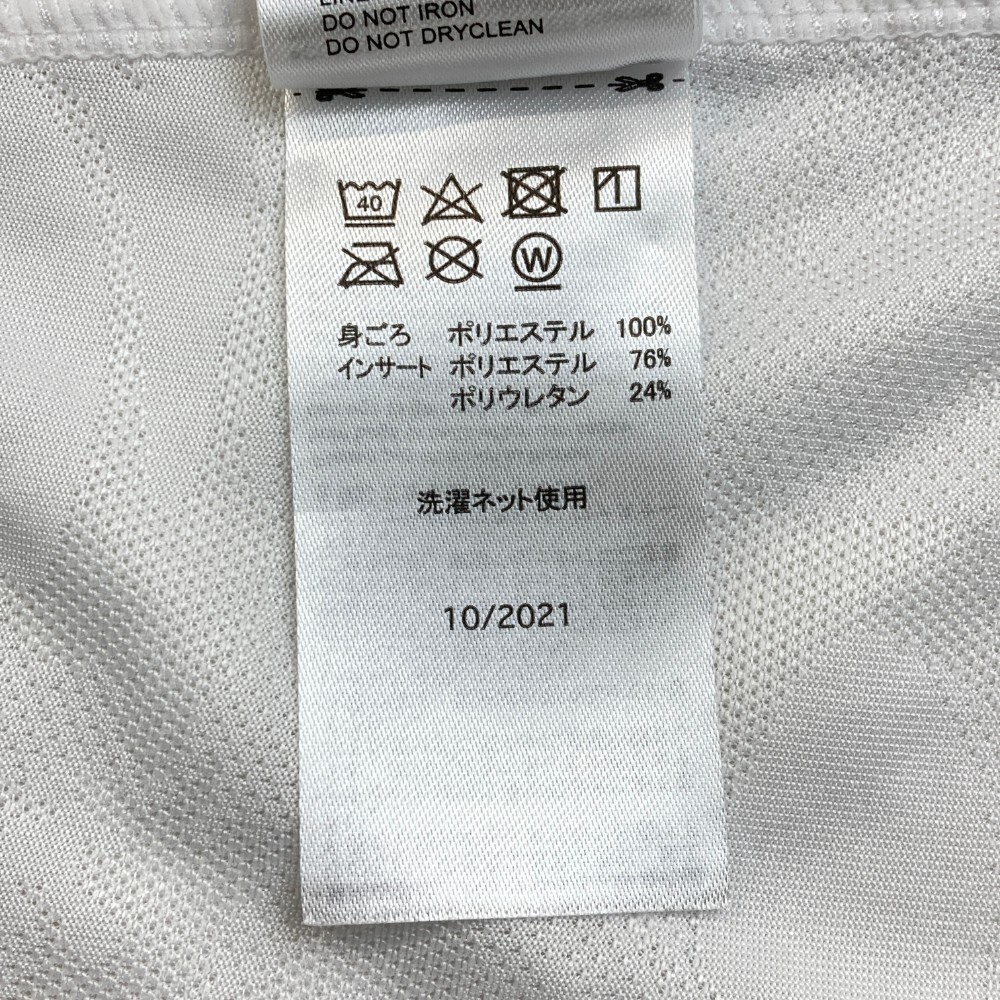 DO NOT IRON
DO NOT DRYCLEAN
40
W
身ごろ ポリエステル 100%
インサート ポリエステル 76%
ポリウレタン 24%
洗濯ネット使用
10/2021